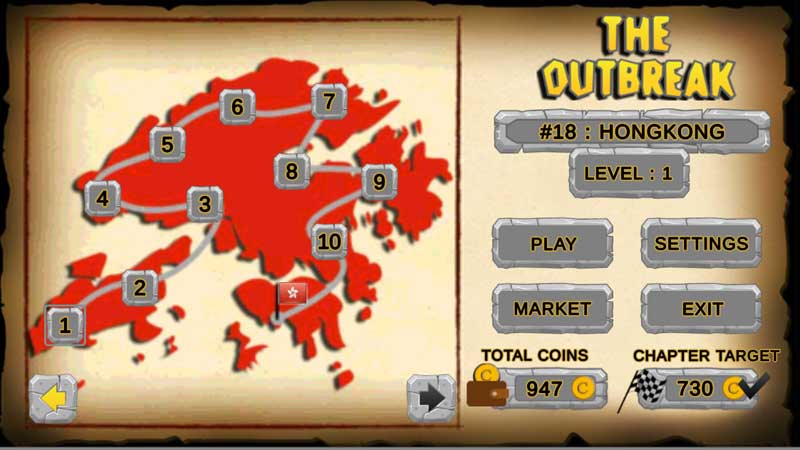 THE
OUTBREAK
#18 : HONGKONG
LEVEL : 1
PLAY
SETTINGS
MARKET
EXIT
TOTAL COINS
CHAPTER TARGET
C
947 C
730 C
6
7
5
8
9
4
3
10
2
1